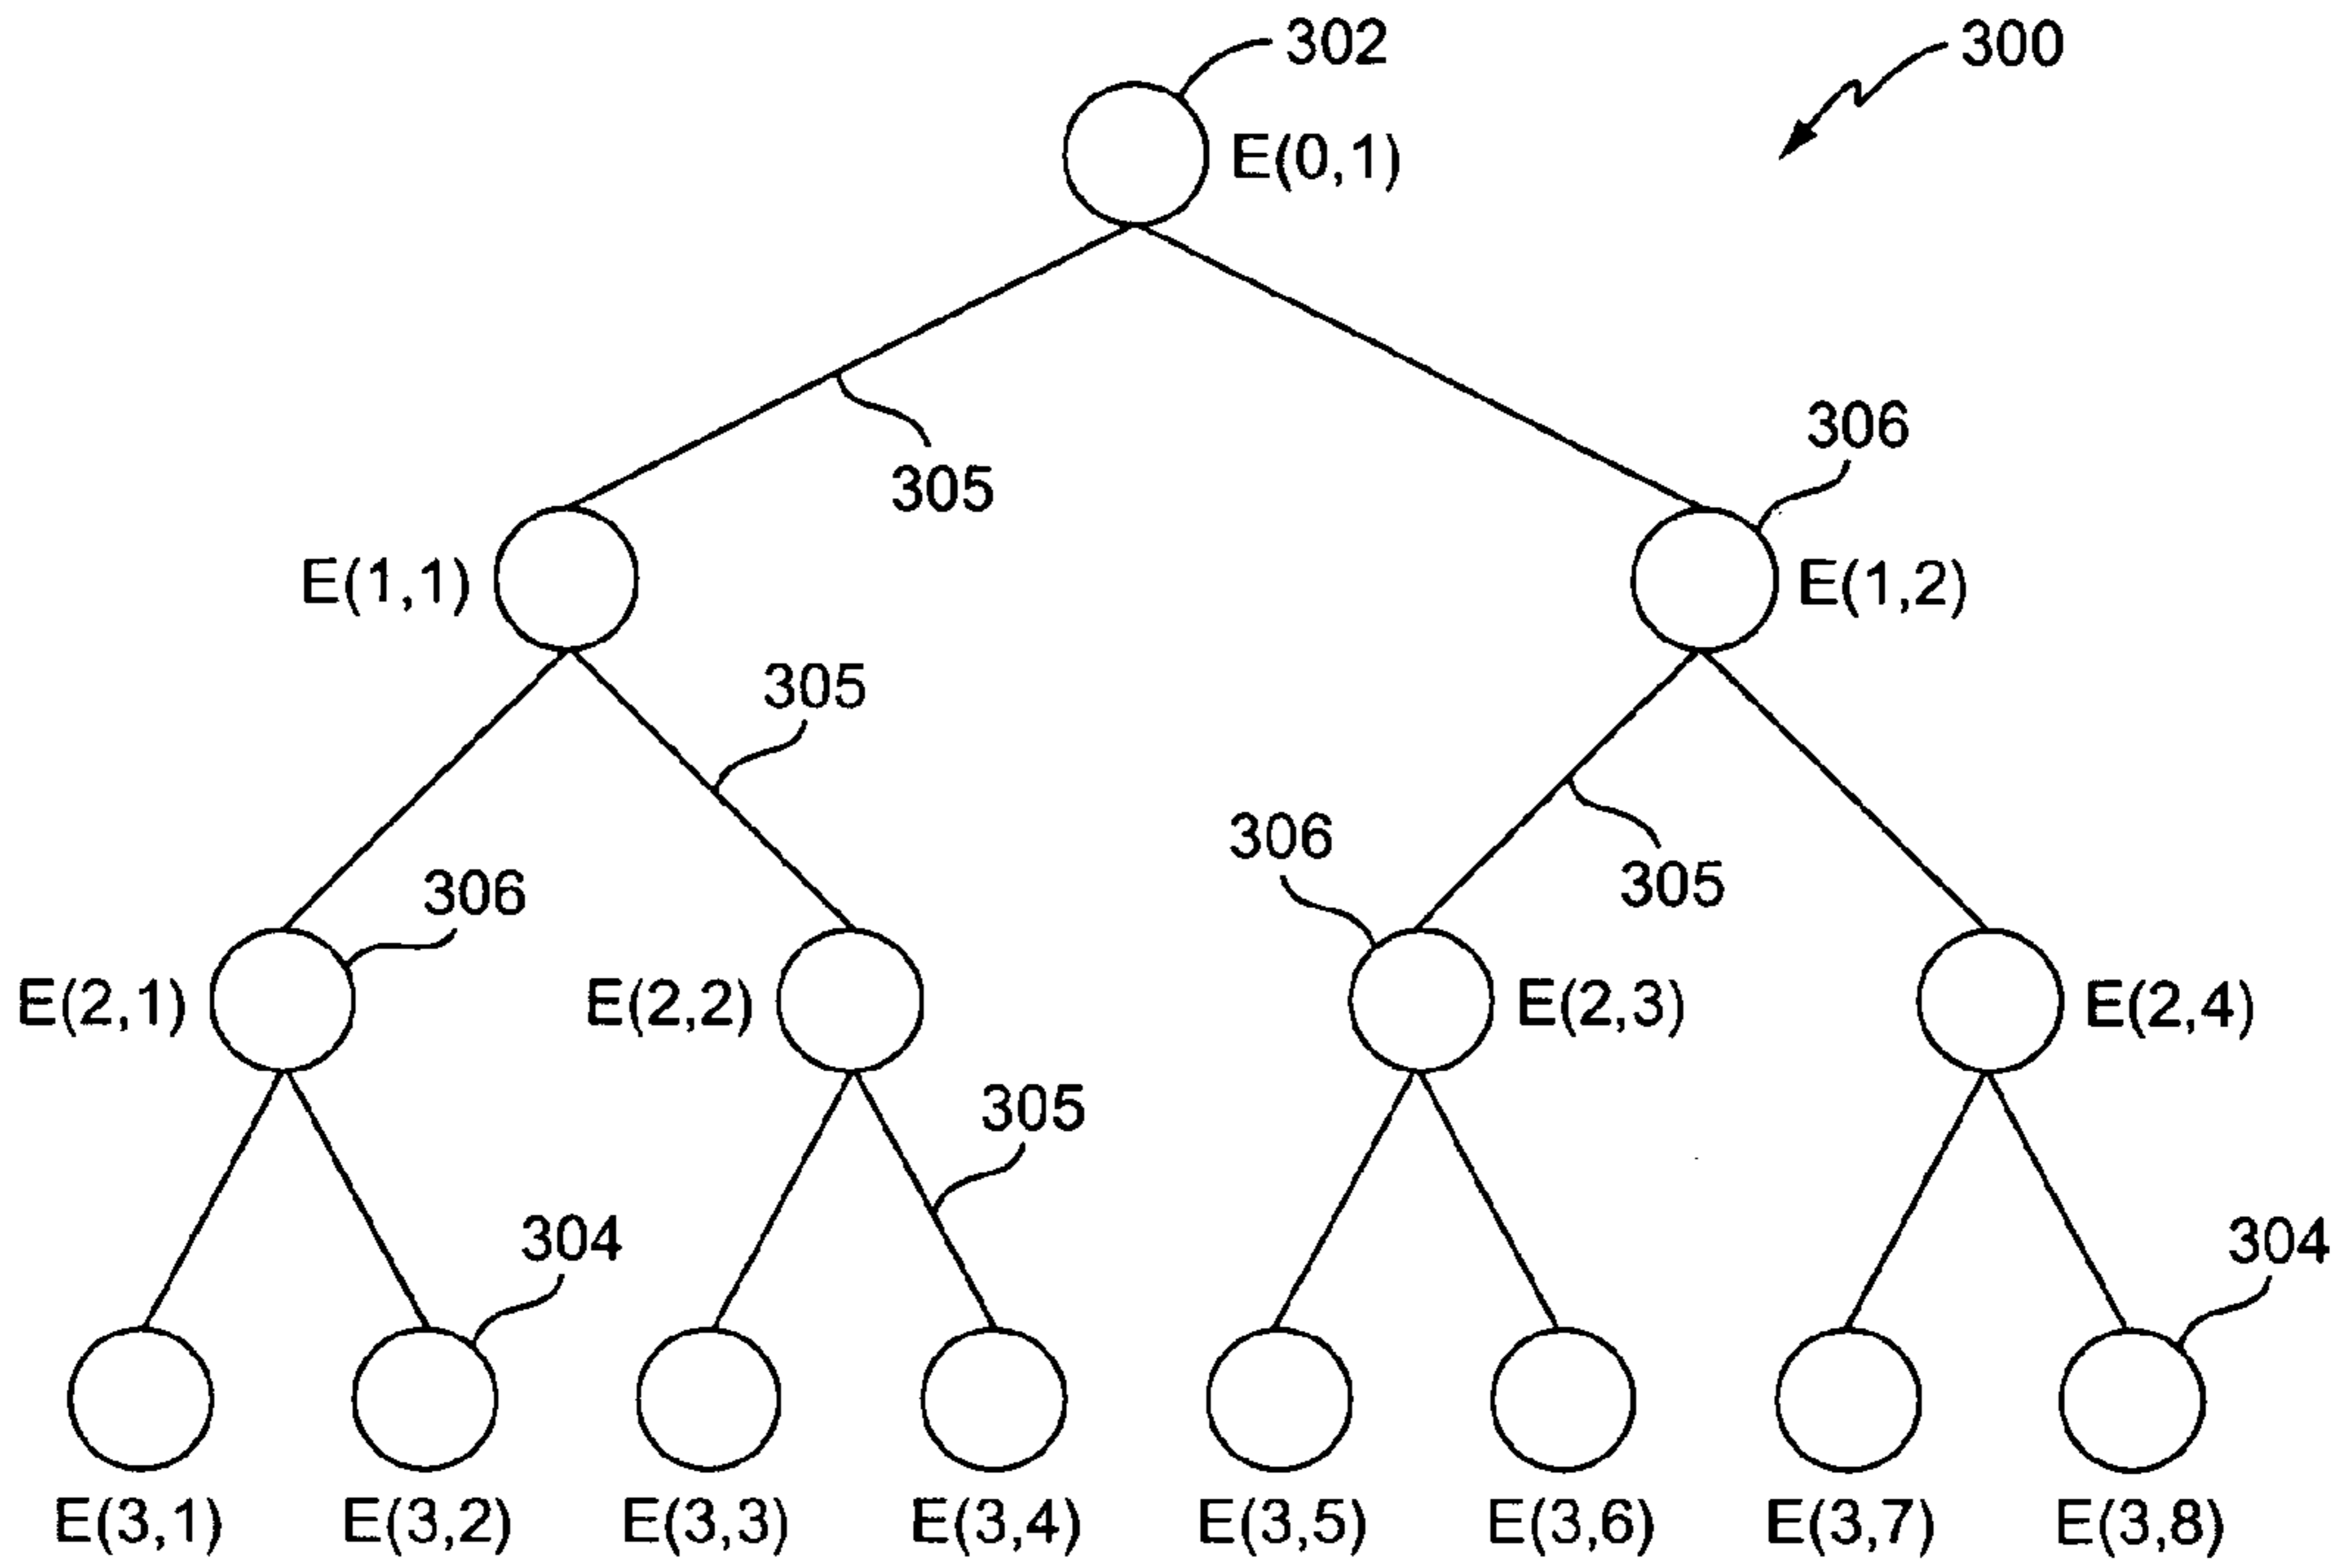 302
300
E(0,1)
306
305
E(1,1)
E(1,2)
305
306
305
306
E(2,1)
E(2,2)
E(2,3)
E(2,4)
305
304
304
E(3,1)
E(3,2)
E(3,3)
E(3,4)
E(3,5)
E(3,6)
E(3,7)
E(3,8)